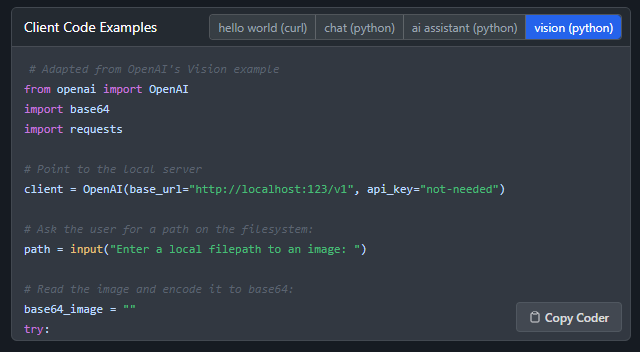 Client Code Examples
hello world (curl)
chat (python)
ai assistant (python)
vision (python)
# Adapted from OpenAI's Vision example
from openai import OpenAI
import base64
import requests
# Point to the local server
client = OpenAI(base_url="http://localhost:123/v1", api_key="not-needed")
# Ask the user for a path on the filesystem:
path = input("Enter a local filepath to an image: ")
# Read the image and encode it to base64:
base64_image = ""
try:
Copy Coder